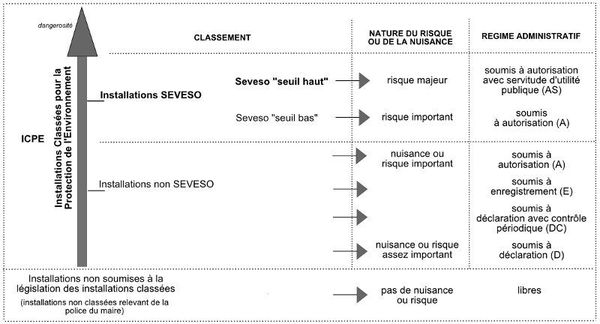 dangerosité
CLASSEMENT
NATURE DU RISQUE
OU DE LA NUISANCE
REGIME ADMINISTRATIF
ICPE
Installations Classées pour la
Protection de l'Environnement
Installations SEVESO
Seveso "seuil haut"
risque majeur
soumis à autorisation
avec servitude d'utilité
publique (AS)
Seveso "seuil bas"
risque important
soumis
à autorisation (A)
Installations non SEVESO
nuisance ou
risque important
soumis à
autorisation (A)
soumis à
enregistrement (E)
soumis à
déclaration avec contrôle
périodique (DC)
nuisance ou risque
assez important
soumis à
déclaration (D)
Installations non soumises à la
législation des installations classées
(installations non classées relevant de la
police du maire)
pas de nuisance
ou risque
libres